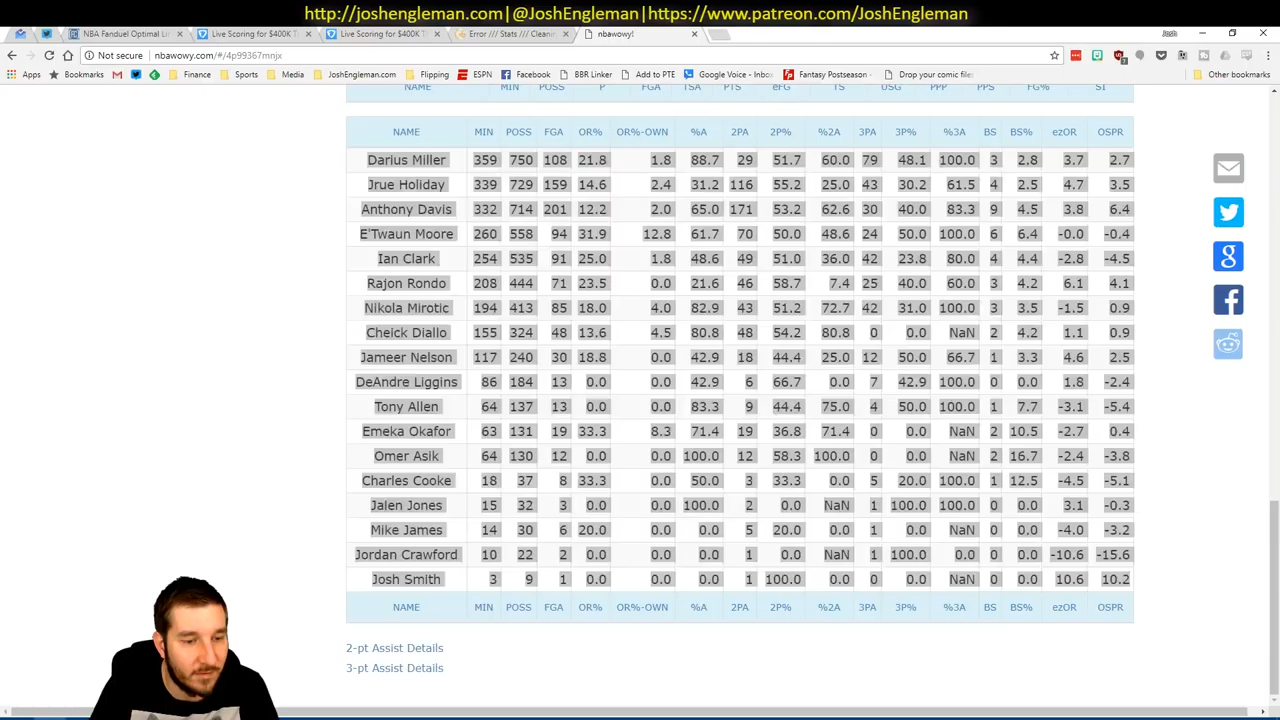 http://joshengleman.com|@JoshEngleman|https://www.patreon.com/JoshEngleman
NBA Fanduel Optimal Li
Live Scoring for $400K T
Live Scoring for $400K T
Error /// Stats /// Cleanin
nbawowy!
Josh
Not secure nbawowy.com/#/4p99367mnjx
Apps Bookmarks Finance Sports Media JoshEngleman.com Flipping ESPN Facebook BBR Linker Add to PTE Google Voice - Inbox Fantasy Postseason - Drop your comic file Other bookmarks
NAME MIN POSS P FGA TSA PTS eFG TS USG PPP PPS FG% SI
NAME MIN POSS FGA OR% OR%-OWN %A 2PA 2P% %2A 3PA 3P% %3A BS BS% ezOR OSPR
Darius Miller 359 750 108 21.8 1.8 88.7 29 51.7 60.0 79 48.1 100.0 3 2.8 3.7 2.7
Jrue Holiday 339 729 159 14.6 2.4 31.2 116 55.2 25.0 43 30.2 61.5 4 2.5 4.7 3.5
Anthony Davis 332 714 201 12.2 2.0 65.0 171 53.2 62.6 30 40.0 83.3 9 4.5 3.8 6.4
E'Twaun Moore 260 558 94 31.9 12.8 61.7 70 50.0 48.6 24 50.0 100.0 6 6.4 -0.0 -0.4
Ian Clark 254 535 91 25.0 1.8 48.6 49 51.0 36.0 42 23.8 80.0 4 4.4 -2.8 -4.5
Rajon Rondo 208 444 71 23.5 0.0 21.6 46 58.7 7.4 25 40.0 60.0 3 4.2 6.1 4.1
Nikola Mirotic 194 413 85 18.0 4.0 82.9 43 51.2 72.7 42 31.0 100.0 3 3.5 -1.5 0.9
Cheick Diallo 155 324 48 13.6 4.5 80.8 48 54.2 80.8 0 0.0 NaN 2 4.2 1.1 0.9
Jameer Nelson 117 240 30 18.8 0.0 42.9 18 44.4 25.0 12 50.0 66.7 1 3.3 4.6 2.5
DeAndre Liggins 86 184 13 0.0 0.0 42.9 6 66.7 0.0 7 42.9 100.0 0 0.0 1.8 -2.4
Tony Allen 64 137 13 0.0 0.0 83.3 9 44.4 75.0 4 50.0 100.0 1 7.7 -3.1 -5.4
Emeka Okafor 63 131 19 33.3 8.3 71.4 19 36.8 71.4 0 0.0 NaN 2 10.5 -2.7 0.4
Omer Asik 64 130 12 0.0 0.0 100.0 12 58.3 100.0 0 0.0 NaN 2 16.7 -2.4 -3.8
Charles Cooke 18 37 8 33.3 0.0 50.0 3 33.3 0.0 5 20.0 100.0 1 12.5 -4.5 -5.1
Jalen Jones 15 32 3 0.0 0.0 100.0 2 0.0 NaN 1 100.0 100.0 0 0.0 3.1 -0.3
Mike James 14 30 6 20.0 0.0 0.0 5 20.0 0.0 1 0.0 NaN 0 0.0 -4.0 -3.2
Jordan Crawford 10 22 2 0.0 0.0 0.0 1 0.0 NaN 1 100.0 0.0 0 0.0 -10.6 -15.6
Josh Smith 3 9 1 0.0 0.0 0.0 1 100.0 0.0 0 0.0 NaN 0 0.0 10.6 10.2
NAME MIN POSS FGA OR% OR%-OWN %A 2PA 2P% %2A 3PA 3P% %3A BS BS% ezOR OSPR
2-pt Assist Details
3-pt Assist Details